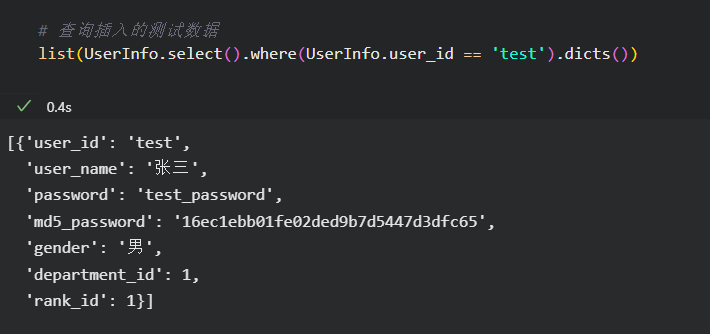 # 查询插入的测试数据
list(UserInfo.select().where(UserInfo.user_id == 'test').dicts())
0.4s
[{'user_id': 'test',
'user_name': '张三',
'password': 'test_password',
'md5_password': '16ec1ebb01fe02ded9b7d5447d3dfc65',
'gender': '男',
'department_id': 1,
'rank_id': 1}]